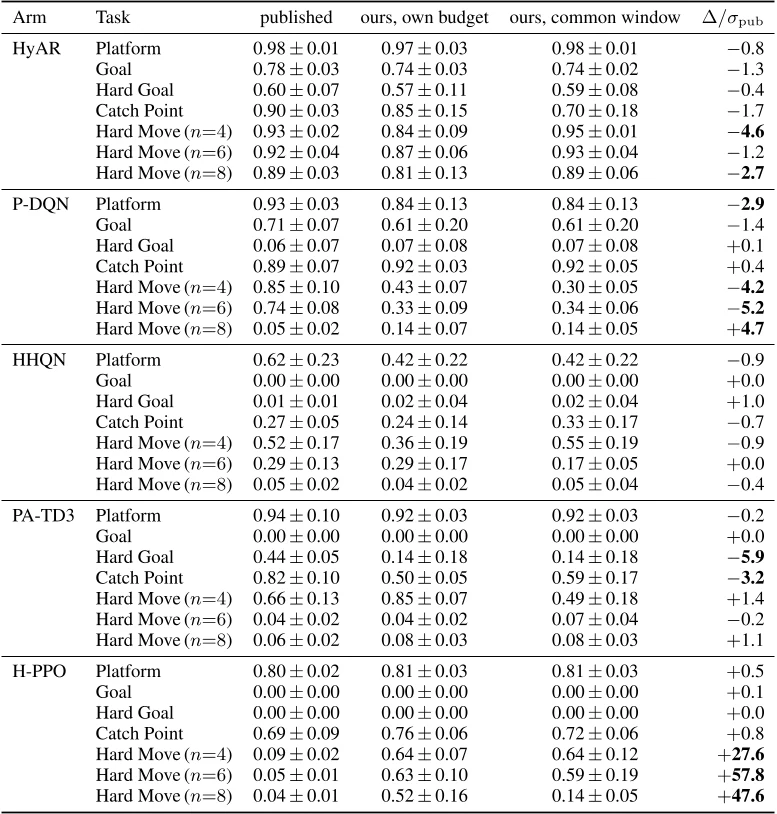 Arm Task published ours, own budget ours, common window Δ/σpub
HyAR Platform 0.98 ± 0.01 0.97 ± 0.03 0.98 ± 0.01 −0.8
Goal 0.78 ± 0.03 0.74 ± 0.03 0.74 ± 0.02 −1.3
Hard Goal 0.60 ± 0.07 0.57 ± 0.11 0.59 ± 0.08 −0.4
Catch Point 0.90 ± 0.03 0.85 ± 0.15 0.70 ± 0.18 −1.7
Hard Move (n=4) 0.93 ± 0.02 0.84 ± 0.09 0.95 ± 0.01 −4.6
Hard Move (n=6) 0.92 ± 0.04 0.87 ± 0.06 0.93 ± 0.04 −1.2
Hard Move (n=8) 0.89 ± 0.03 0.81 ± 0.13 0.89 ± 0.06 −2.7
P-DQN Platform 0.93 ± 0.03 0.84 ± 0.13 0.84 ± 0.13 −2.9
Goal 0.71 ± 0.07 0.61 ± 0.20 0.61 ± 0.20 −1.4
Hard Goal 0.06 ± 0.07 0.07 ± 0.08 0.07 ± 0.08 +0.1
Catch Point 0.89 ± 0.07 0.92 ± 0.03 0.92 ± 0.05 +0.4
Hard Move (n=4) 0.85 ± 0.10 0.43 ± 0.07 0.30 ± 0.05 −4.2
Hard Move (n=6) 0.74 ± 0.08 0.33 ± 0.09 0.34 ± 0.06 −5.2
Hard Move (n=8) 0.05 ± 0.02 0.14 ± 0.07 0.14 ± 0.05 +4.7
HHQN Platform 0.62 ± 0.23 0.42 ± 0.22 0.42 ± 0.22 −0.9
Goal 0.00 ± 0.00 0.00 ± 0.00 0.00 ± 0.00 +0.0
Hard Goal 0.01 ± 0.01 0.02 ± 0.04 0.02 ± 0.04 +1.0
Catch Point 0.27 ± 0.05 0.24 ± 0.14 0.33 ± 0.17 −0.7
Hard Move (n=4) 0.52 ± 0.17 0.36 ± 0.19 0.55 ± 0.19 −0.9
Hard Move (n=6) 0.29 ± 0.13 0.29 ± 0.17 0.17 ± 0.05 +0.0
Hard Move (n=8) 0.05 ± 0.02 0.04 ± 0.02 0.05 ± 0.04 −0.4
PA-TD3 Platform 0.94 ± 0.10 0.92 ± 0.03 0.92 ± 0.03 −0.2
Goal 0.00 ± 0.00 0.00 ± 0.00 0.00 ± 0.00 +0.0
Hard Goal 0.44 ± 0.05 0.14 ± 0.18 0.14 ± 0.18 −5.9
Catch Point 0.82 ± 0.10 0.50 ± 0.05 0.59 ± 0.17 −3.2
Hard Move (n=4) 0.66 ± 0.13 0.85 ± 0.07 0.49 ± 0.18 +1.4
Hard Move (n=6) 0.04 ± 0.02 0.04 ± 0.02 0.07 ± 0.04 −0.2
Hard Move (n=8) 0.06 ± 0.02 0.08 ± 0.03 0.08 ± 0.03 +1.1
H-PPO Platform 0.80 ± 0.02 0.81 ± 0.03 0.81 ± 0.03 +0.5
Goal 0.00 ± 0.00 0.00 ± 0.00 0.00 ± 0.00 +0.1
Hard Goal 0.00 ± 0.00 0.00 ± 0.00 0.00 ± 0.00 +0.0
Catch Point 0.69 ± 0.09 0.76 ± 0.06 0.72 ± 0.06 +0.8
Hard Move (n=4) 0.09 ± 0.02 0.64 ± 0.07 0.64 ± 0.12 +27.6
Hard Move (n=6) 0.05 ± 0.01 0.63 ± 0.10 0.59 ± 0.19 +57.8
Hard Move (n=8) 0.04 ± 0.01 0.52 ± 0.16 0.14 ± 0.05 +47.6